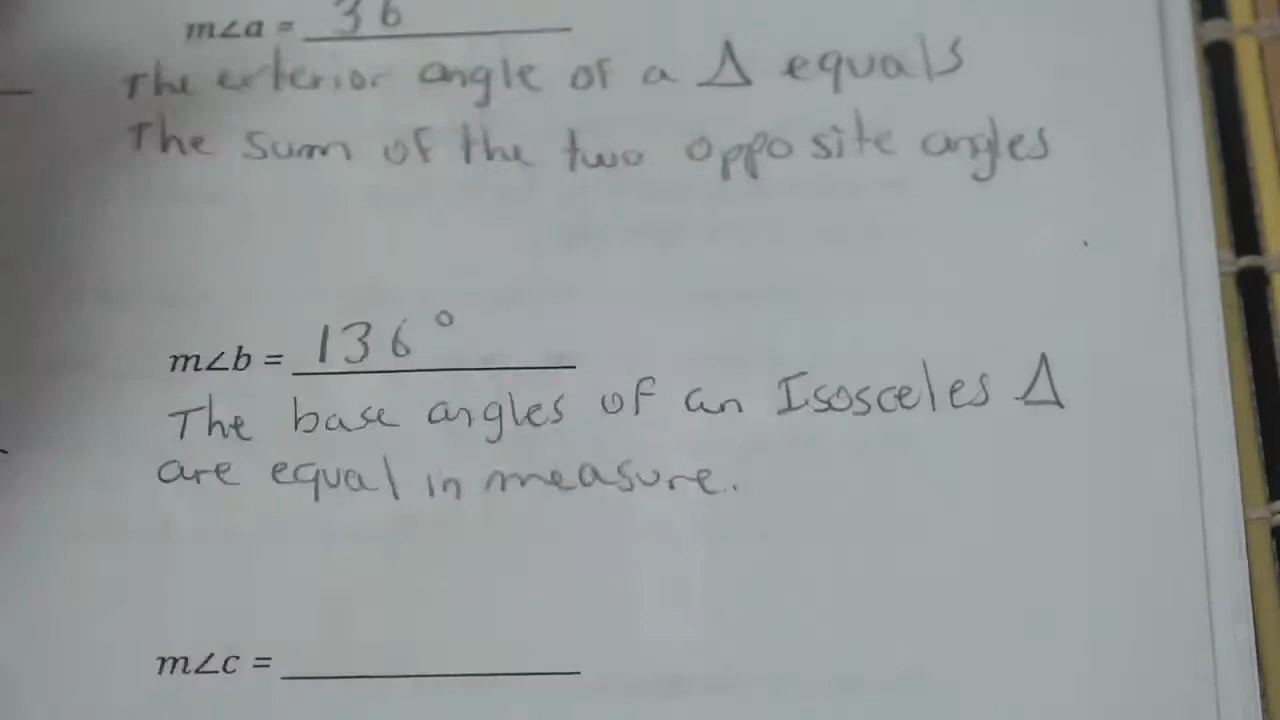 m∠a = 36
The exterior angle of a Δ equals
The sum of the two opposite angles
m∠b = 136°
The base angles of an Isosceles Δ
are equal in measure.
m∠c =